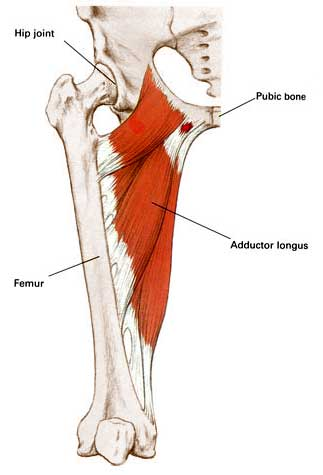 Hip joint
Pubic bone
Adductor longus
Femur